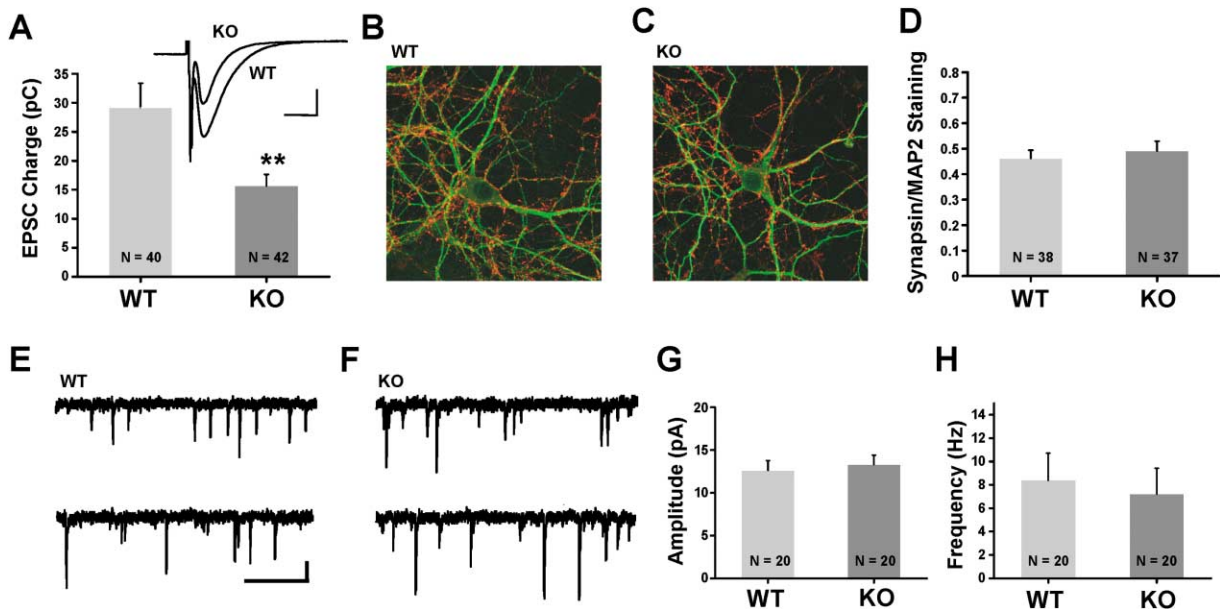 A
KO
WT
EPSC Charge (pC)
35
30
25
20
15
10
5
0
**
N = 40
N = 42
WT
KO
B
WT
C
KO
D
Synapsin/MAP2 Staining
0.8
0.7
0.6
0.5
0.4
0.3
0.2
0.1
0
N = 38
N = 37
WT
KO
E
WT
F
KO
G
Amplitude (pA)
20
15
10
5
0
N = 20
N = 20
WT
KO
H
Frequency (Hz)
14
12
10
8
6
4
2
0
N = 20
N = 20
WT
KO